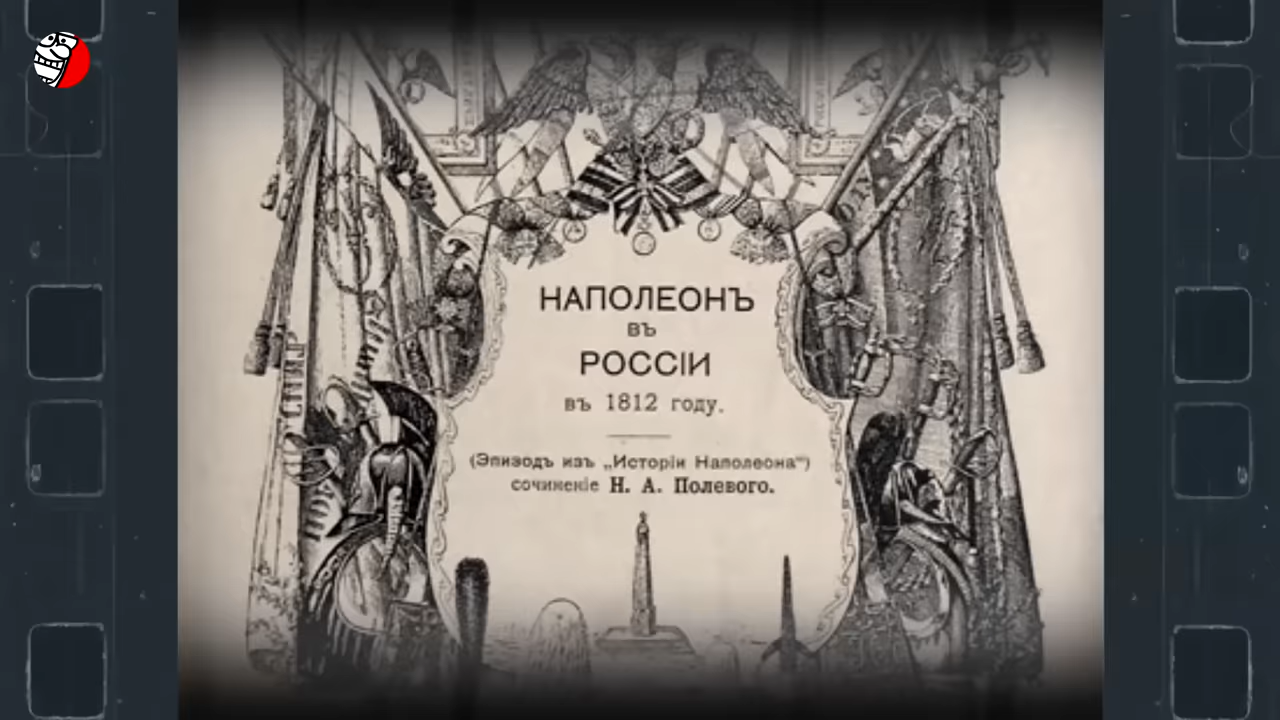 НАПОЛЕОНЪ
ВЪ
РОССІИ
въ 1812 году.
(Эпизодъ изъ „Исторіи Наполеона“)
сочиненіе Н. А. Полевого.